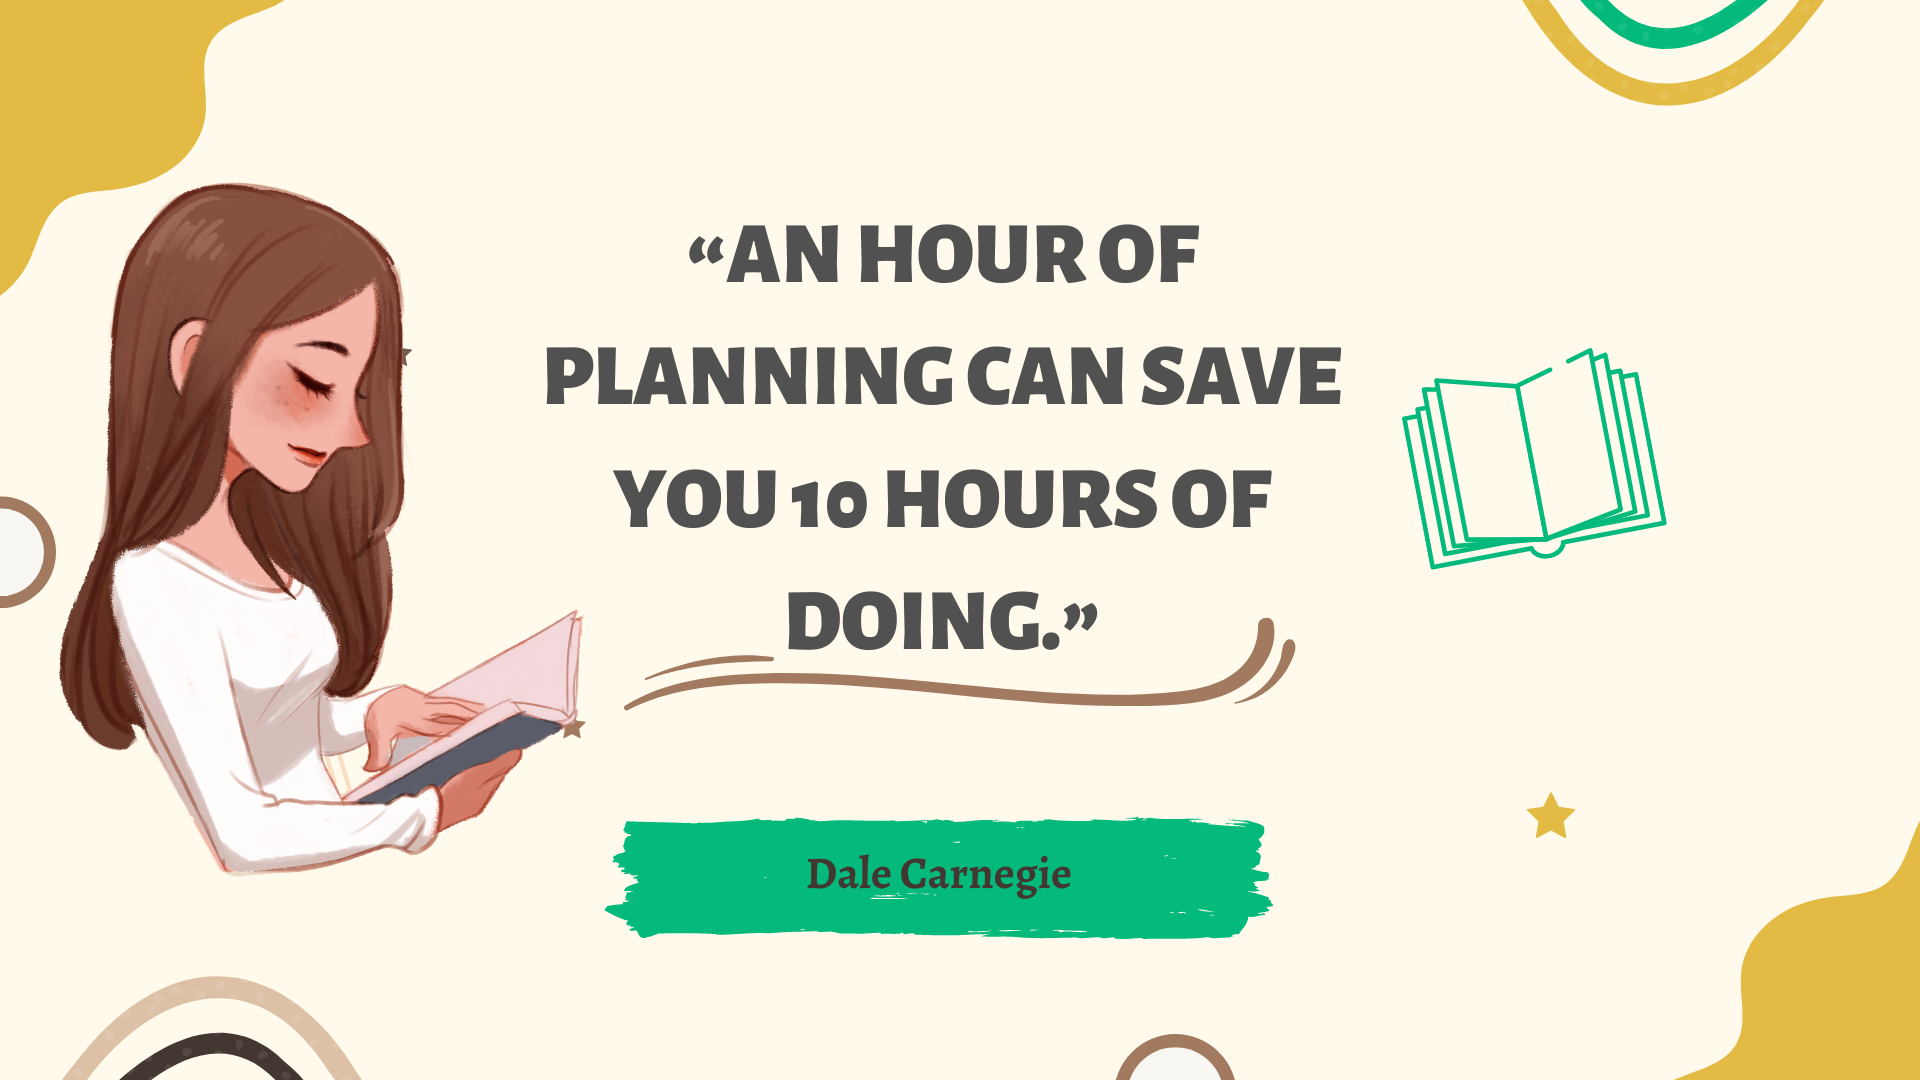 “AN HOUR OF
PLANNING CAN SAVE
YOU 10 HOURS OF
DOING.”
Dale Carnegie